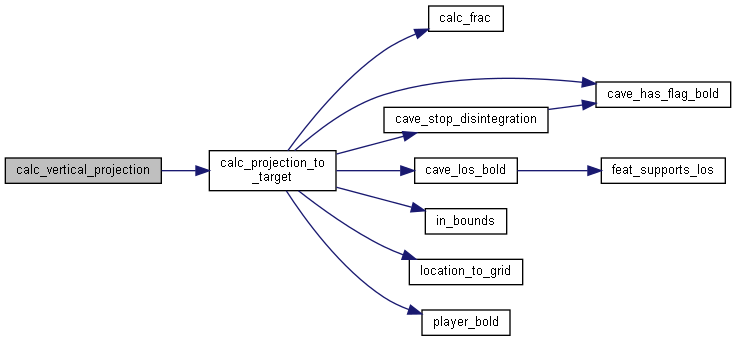 calc_vertical_projection
calc_projection_to
_target
calc_frac
cave_has_flag_bold
cave_stop_disintegration
cave_los_bold
feat_supports_los
in_bounds
location_to_grid
player_bold